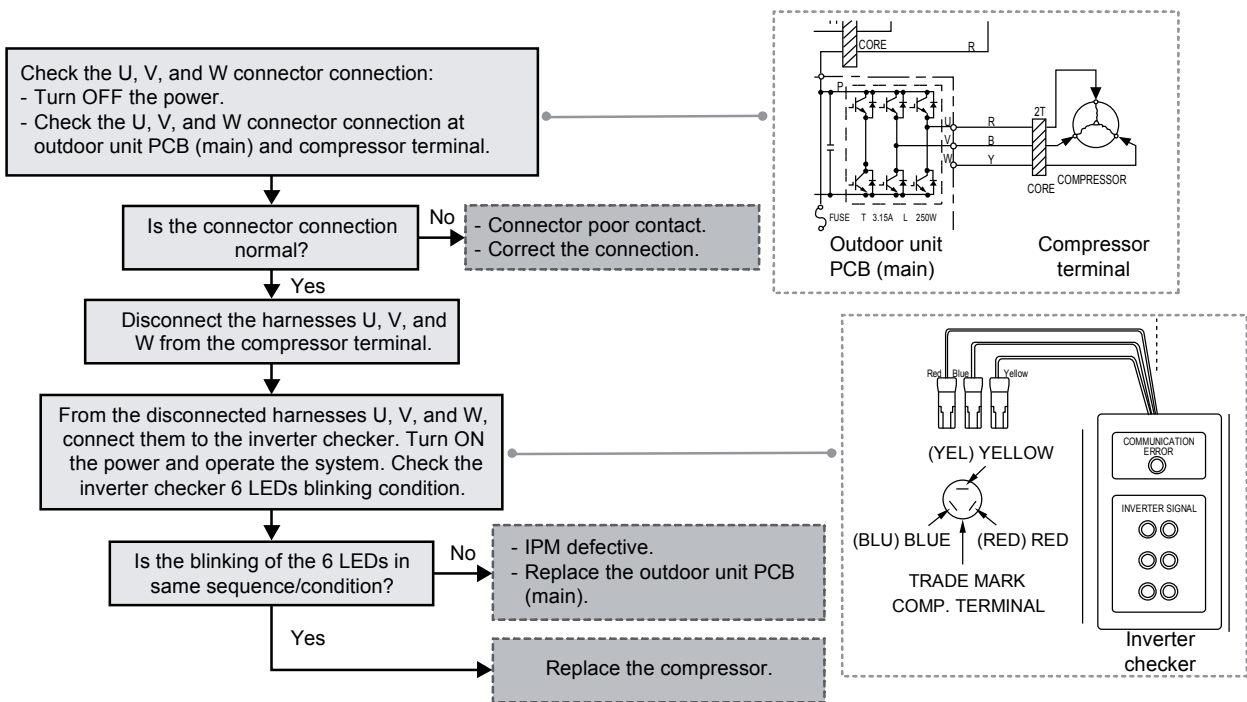 Check the U, V, and W connector connection:
- Turn OFF the power.
- Check the U, V, and W connector connection at
outdoor unit PCB (main) and compressor terminal.
Is the connector connection
normal?
No
- Connector poor contact.
- Correct the connection.
Yes
Disconnect the harnesses U, V, and
W from the compressor terminal.
From the disconnected harnesses U, V, and W,
connect them to the inverter checker. Turn ON
the power and operate the system. Check the
inverter checker 6 LEDs blinking condition.
Is the blinking of the 6 LEDs in
same sequence/condition?
No
- IPM defective.
- Replace the outdoor unit PCB
(main).
Yes
Replace the compressor.
CORE
R
P
U
R
2T
V
B
W
Y
CORE
COMPRESSOR
FUSE T 3.15A L 250W
Outdoor unit
PCB (main)
Compressor
terminal
Red
Blue
Yellow
(YEL) YELLOW
(BLU) BLUE
(RED) RED
TRADE MARK
COMP. TERMINAL
COMMUNICATION
ERROR
INVERTER SIGNAL
Inverter
checker